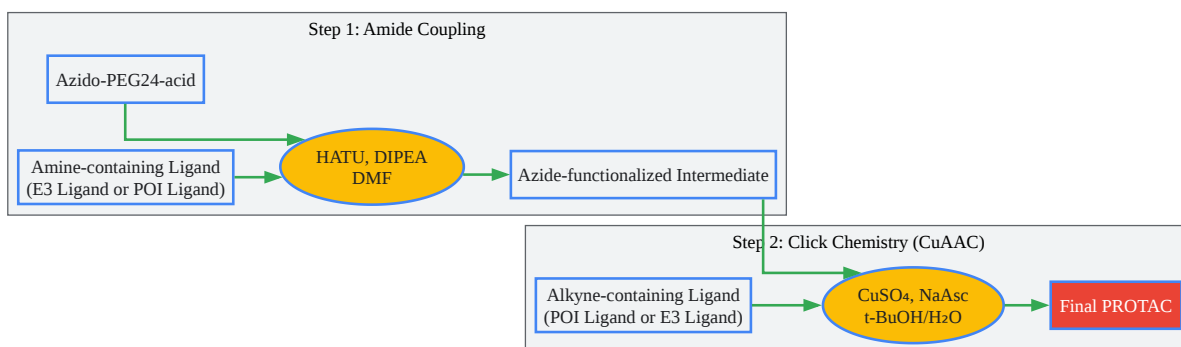 Step 1: Amide Coupling
Azido-PEG24-acid
Amine-containing Ligand
(E3 Ligand or POI Ligand)
HATU, DIPEA
DMF
Azide-functionalized Intermediate
Step 2: Click Chemistry (CuAAC)
Alkyne-containing Ligand
(POI Ligand or E3 Ligand)
CuSO₄, NaAsc
t-BuOH/H₂O
Final PROTAC